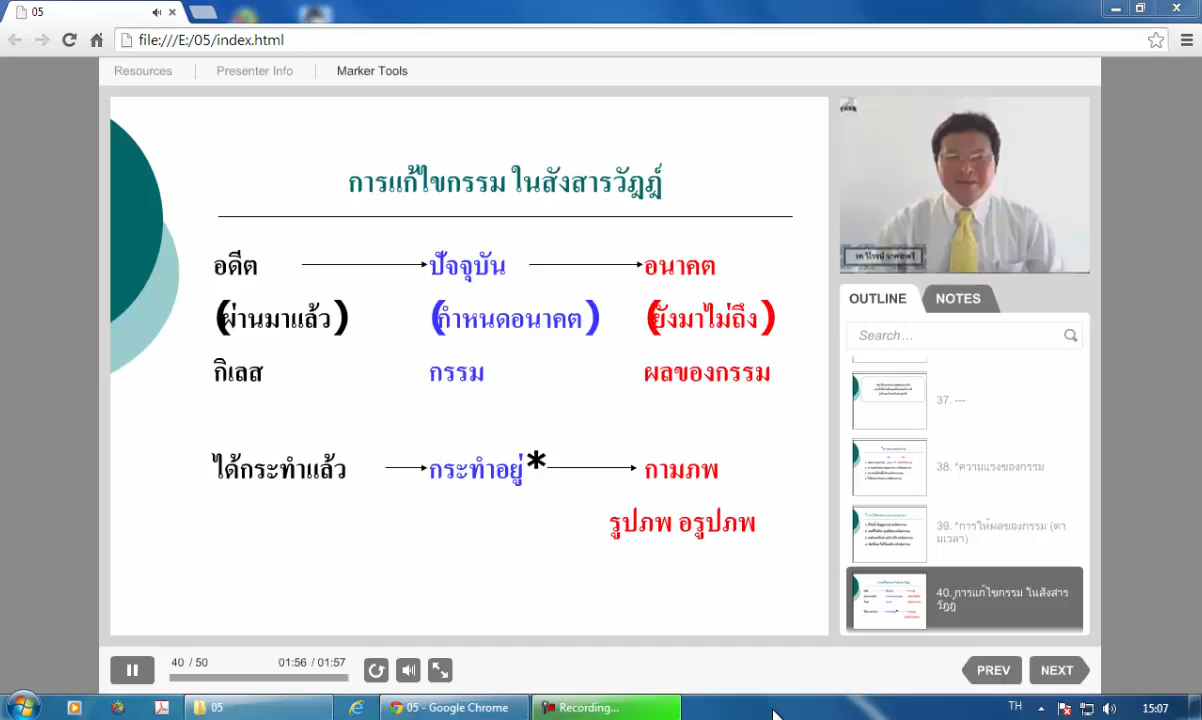 05
file:///E:/05/index.html
Resources Presenter Info Marker Tools
การแก้ไขกรรม ในสังสารวัฏฏ์
อดีต ปัจจุบัน อนาคต
(ผ่านมาแล้ว) (กำหนดอนาคต) (ยังมาไม่ถึง)
กิเลส กรรม ผลของกรรม
ได้กระทำแล้ว กระทำอยู่* กามภพ
รูปภพ อรูปภพ
OUTLINE NOTES
Search...
37. ---
38. *ความแรงของกรรม
39. *การให้ผลของกรรม (ตา
มเวลา)
40. การแก้ไขกรรม ในสังสาร
วัฏฏ์
40 / 50 01:56 / 01:57
PREV NEXT
05 05 - Google Chrome Recording... TH 15:07